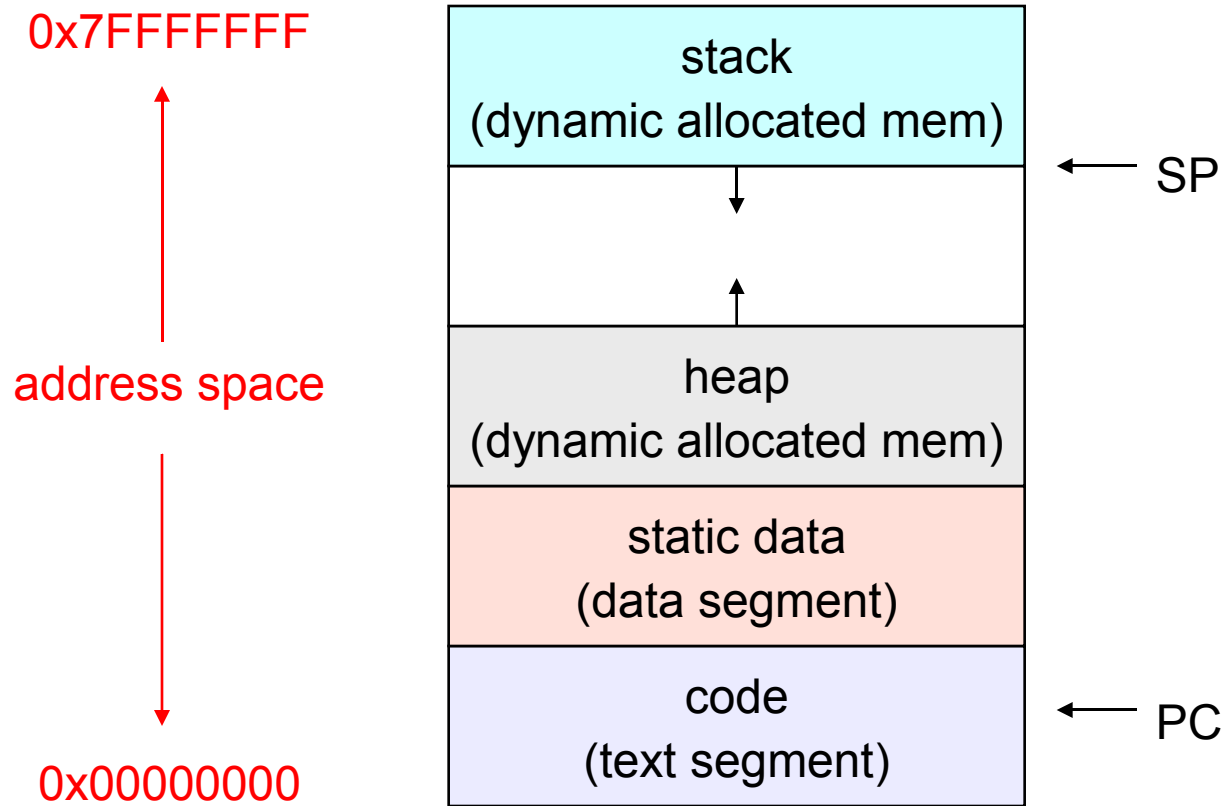 0x7FFFFFFF
stack
(dynamic allocated mem)
SP
address space
heap
(dynamic allocated mem)
static data
(data segment)
code
(text segment)
PC
0x00000000